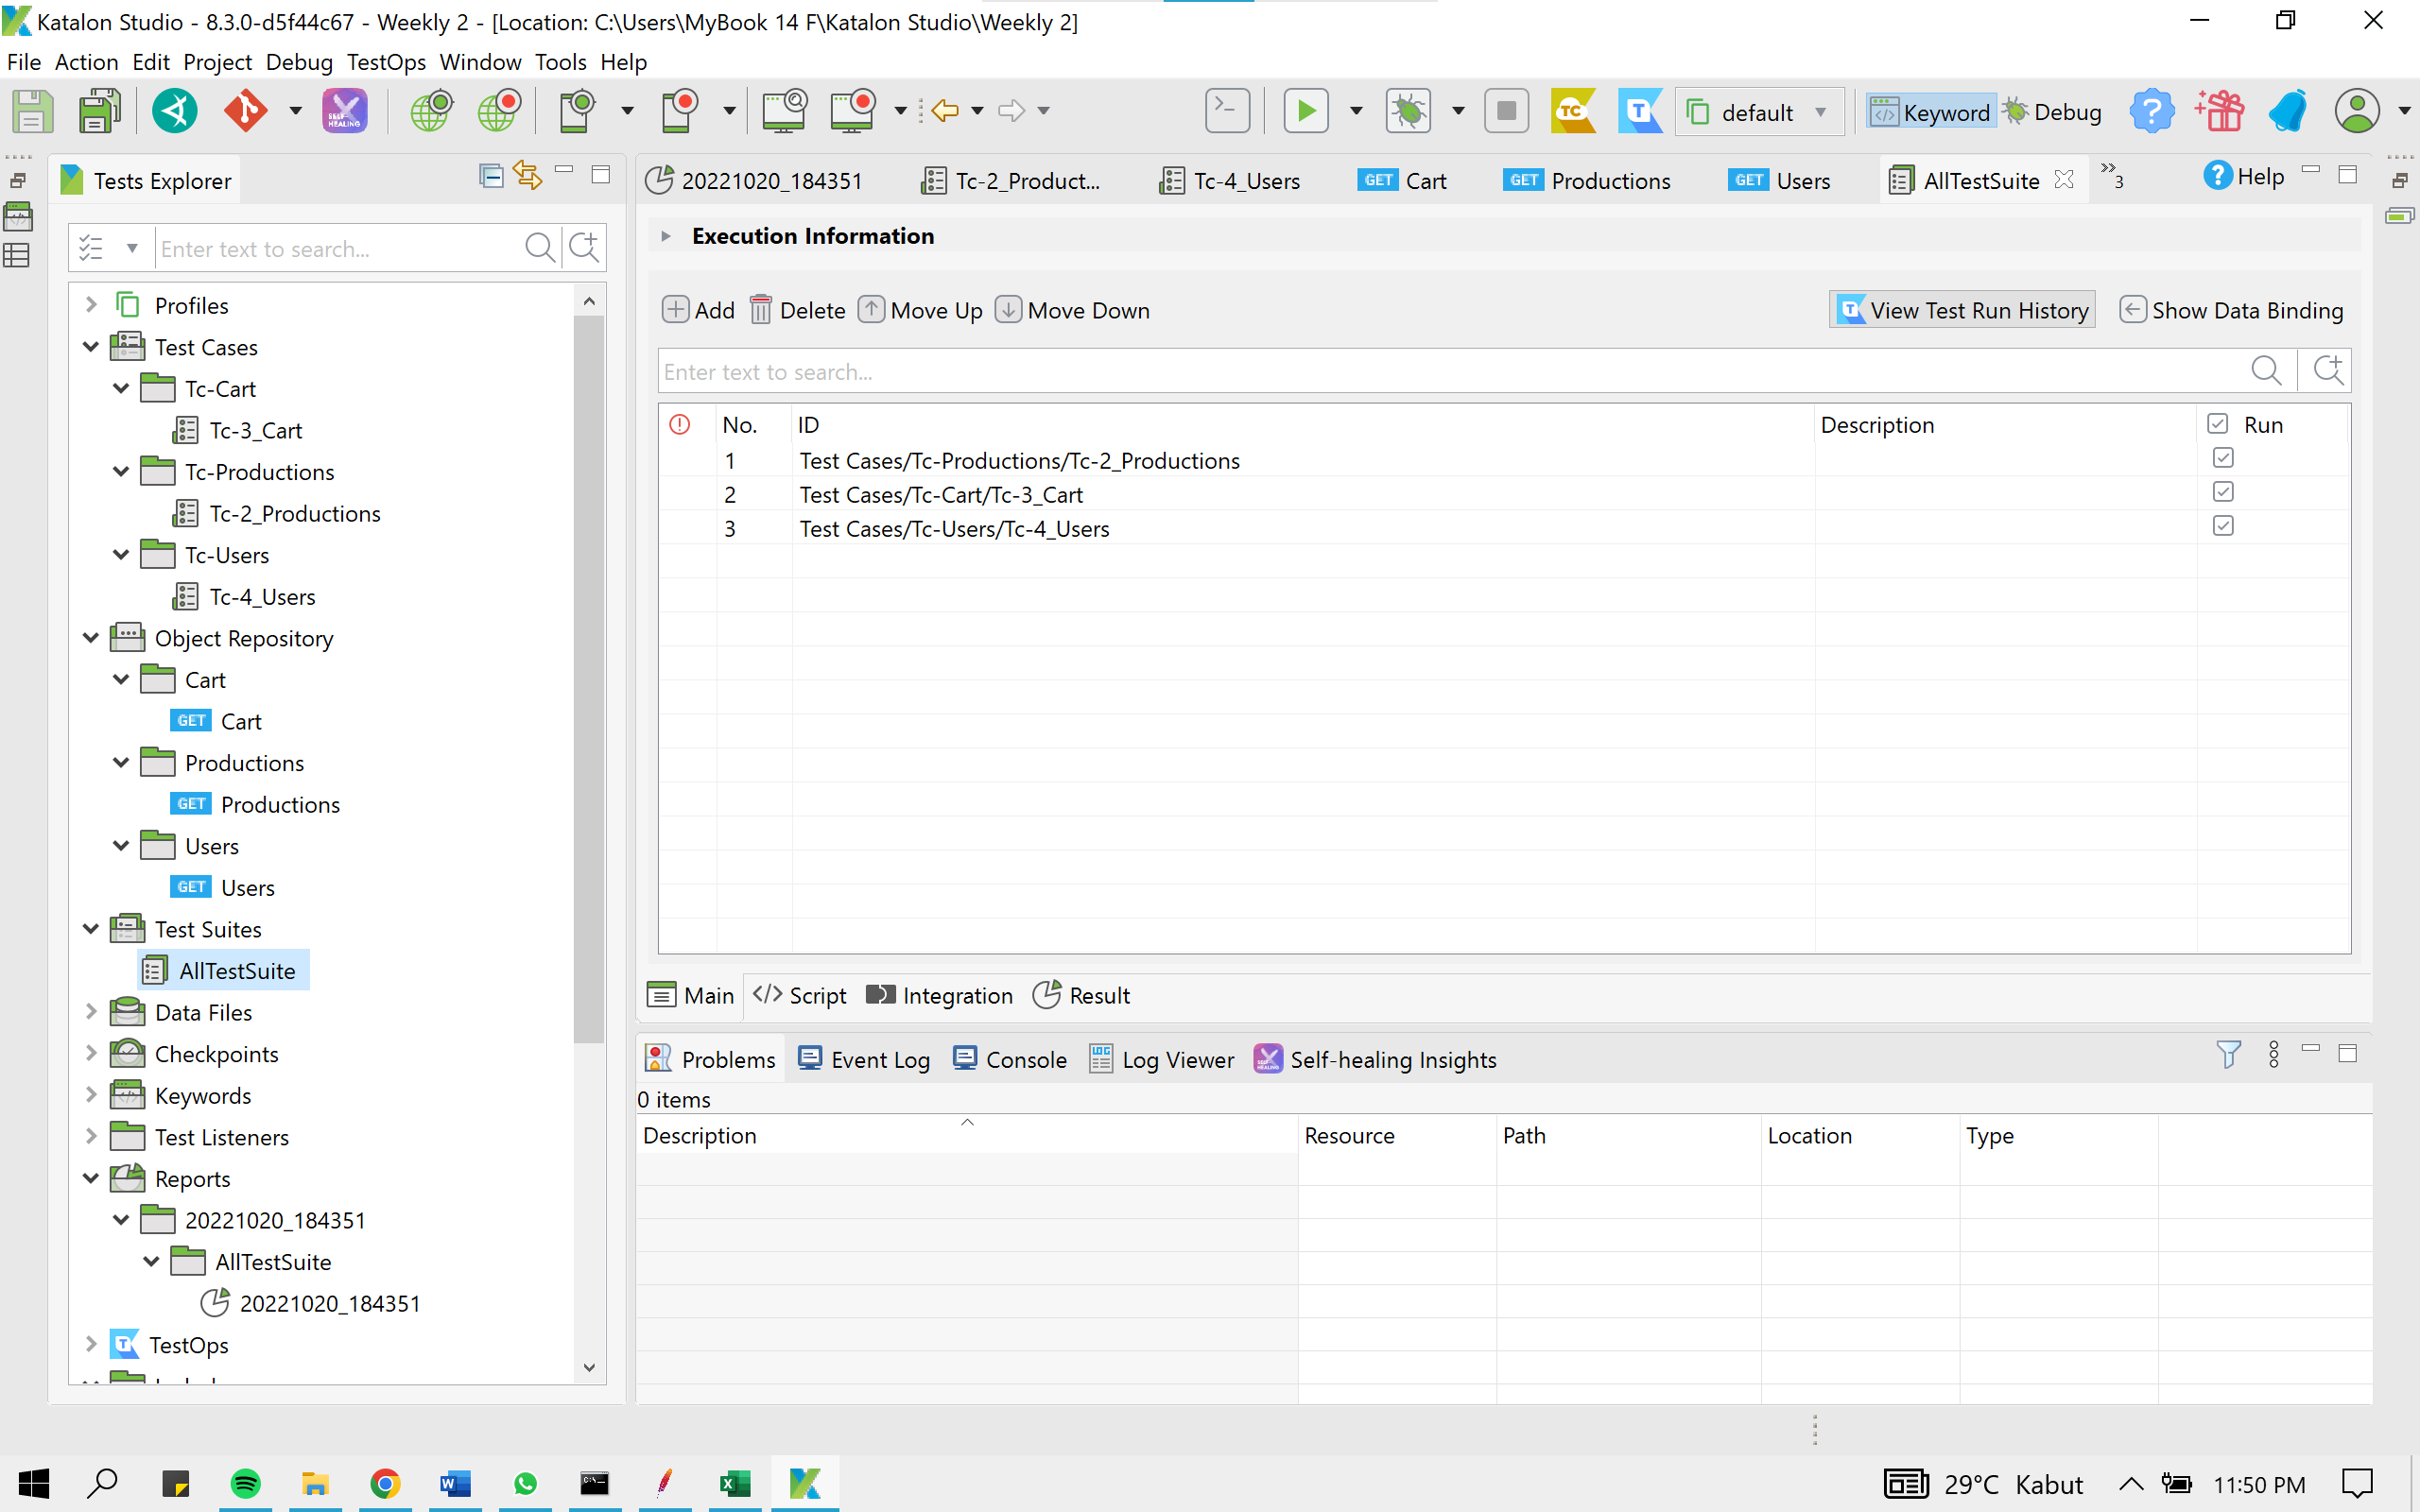 Katalon Studio - 8.3.0-d5f44c67 - Weekly 2 - [Location: C:\Users\MyBook 14 F\Katalon Studio\Weekly 2]
File Action Edit Project Debug TestOps Window Tools Help
SELF-HEALING
TC
T
default
Keyword
Debug
Tests Explorer
Enter text to search...
Profiles
Test Cases
Tc-Cart
Tc-3_Cart
Tc-Productions
Tc-2_Productions
Tc-Users
Tc-4_Users
Object Repository
Cart
GET Cart
Productions
GET Productions
Users
GET Users
Test Suites
AllTestSuite
Data Files
Checkpoints
Keywords
Test Listeners
Reports
20221020_184351
AllTestSuite
20221020_184351
TestOps
20221020_184351 Tc-2_Product... Tc-4_Users GET Cart GET Productions GET Users AllTestSuite »3 Help
Execution Information
Add Delete Move Up Move Down View Test Run History Show Data Binding
Enter text to search...
No. ID Description Run
1 Test Cases/Tc-Productions/Tc-2_Productions
2 Test Cases/Tc-Cart/Tc-3_Cart
3 Test Cases/Tc-Users/Tc-4_Users
Main Script Integration Result
Problems Event Log Console Log Viewer Self-healing Insights
0 items
Description Resource Path Location Type
29°C Kabut 11:50 PM